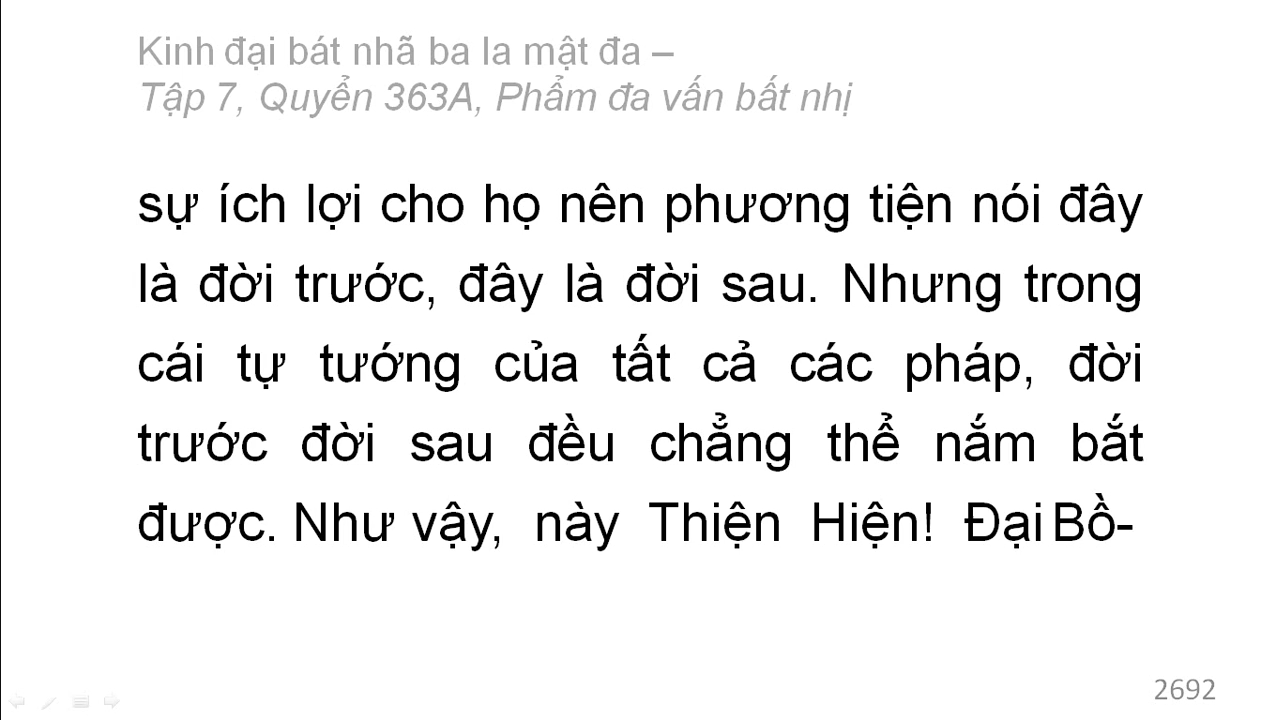 Kinh đại bát nhã ba la mật đa –
Tập 7, Quyển 363A, Phẩm đa vấn bất nhị
sự ích lợi cho họ nên phương tiện nói đây
là đời trước, đây là đời sau. Nhưng trong
cái tự tướng của tất cả các pháp, đời
trước đời sau đều chẳng thể nắm bắt
được. Như vậy, này Thiện Hiện! Đại Bồ-
2692